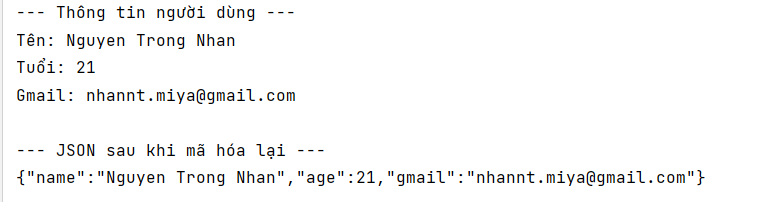 --- Thông tin người dùng ---
Tên: Nguyen Trong Nhan
Tuổi: 21
Gmail: nhannt.miya@gmail.com
--- JSON sau khi mã hóa lại ---
{"name":"Nguyen Trong Nhan","age":21,"gmail":"nhannt.miya@gmail.com"}